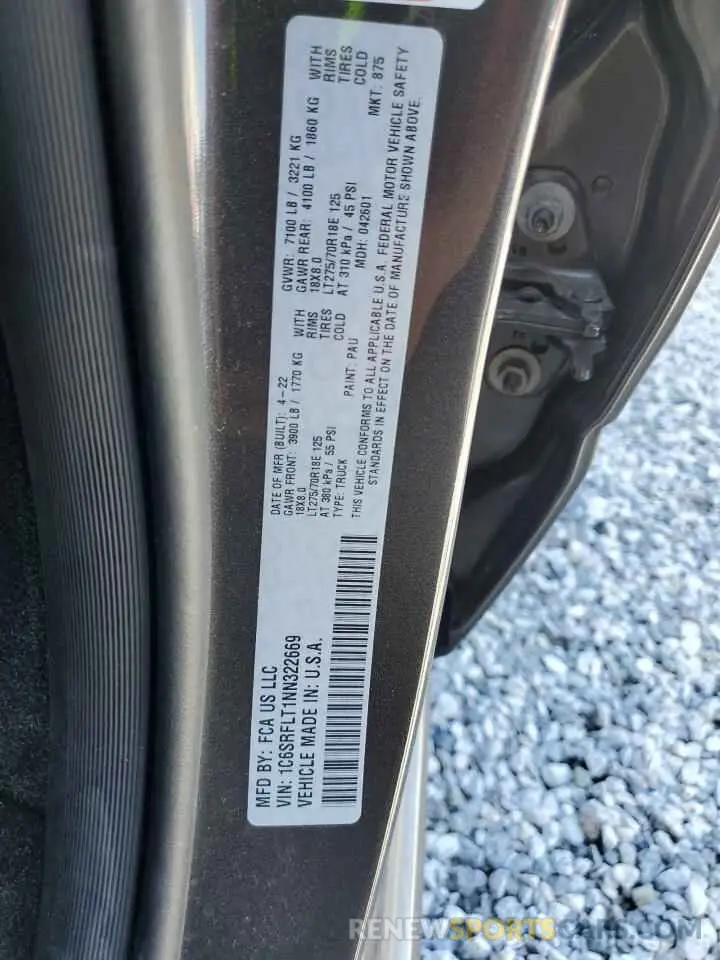 MFD BY: FCA US LLC
VIN: 1C6SRFLT1NN322669
VEHICLE MADE IN: U.S.A.
DATE OF MFR (BUILT): 4-22 GVWR: 7100 LB / 3221 KG
GAWR FRONT: 3900 LB / 1770 KG WITH GAWR REAR: 4100 LB / 1860 KG WITH
18X8.0 RIMS 18X8.0 RIMS
LT275/70R18E 125 TIRES LT275/70R18E 125 TIRES
AT 380 kPa / 55 PSI COLD AT 310 kPa / 45 PSI COLD
TYPE: TRUCK PAINT: PAU MDH: 042601 MKT: 875
THIS VEHICLE CONFORMS TO ALL APPLICABLE U.S.A. FEDERAL MOTOR VEHICLE SAFETY
STANDARDS IN EFFECT ON THE DATE OF MANUFACTURE SHOWN ABOVE.
RENEWSPORTSCARS.COM